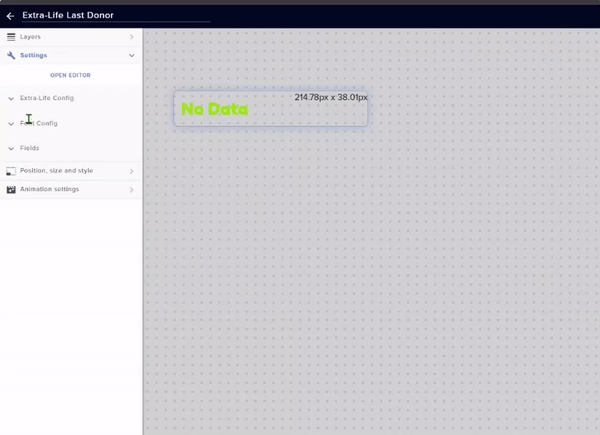 Extra-Life Last Donor
Layers
Settings
OPEN EDITOR
Extra-Life Config
Font Config
Fields
Position, size and style
Animation settings
214.78px x 38.01px
No Data